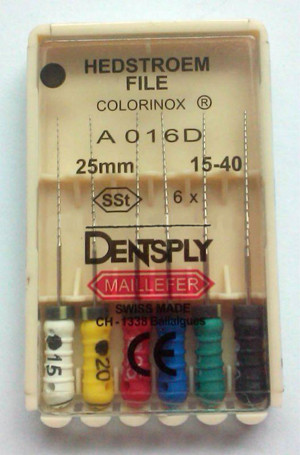 HEDSTROEM
FILE
COLORINOX ®
A 016D
25mm 15-40
SSt 6 x
DENTSPLY
MAILLEFER
SWISS MADE
CH - 1338 Ballaigues
CE
15 20